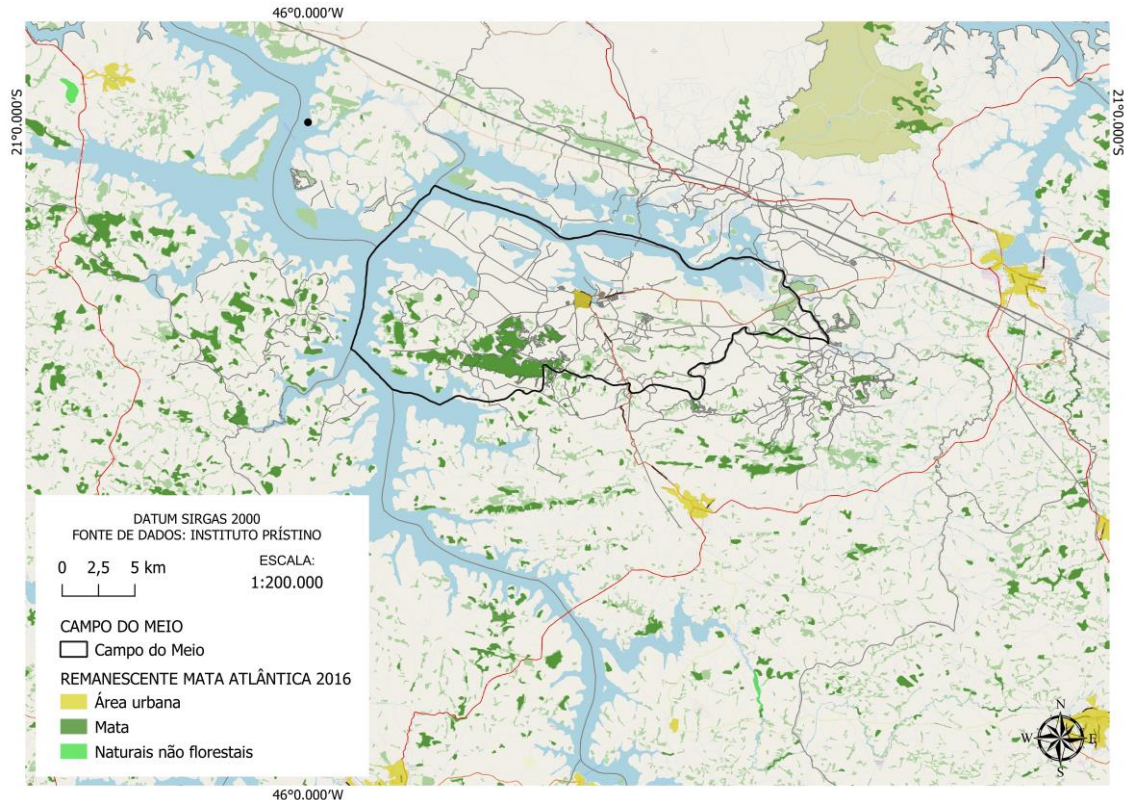 46°0.000'W
21°0.000'S
21°0.000'S
DATUM SIRGAS 2000
FONTE DE DADOS: INSTITUTO PRÍSTINO
0 2,5 5 km
ESCALA:
1:200.000
CAMPO DO MEIO
Campo do Meio
REMANESCENTE MATA ATLÂNTICA 2016
Área urbana
Mata
Naturais não florestais
N
W E
S
46°0.000'W